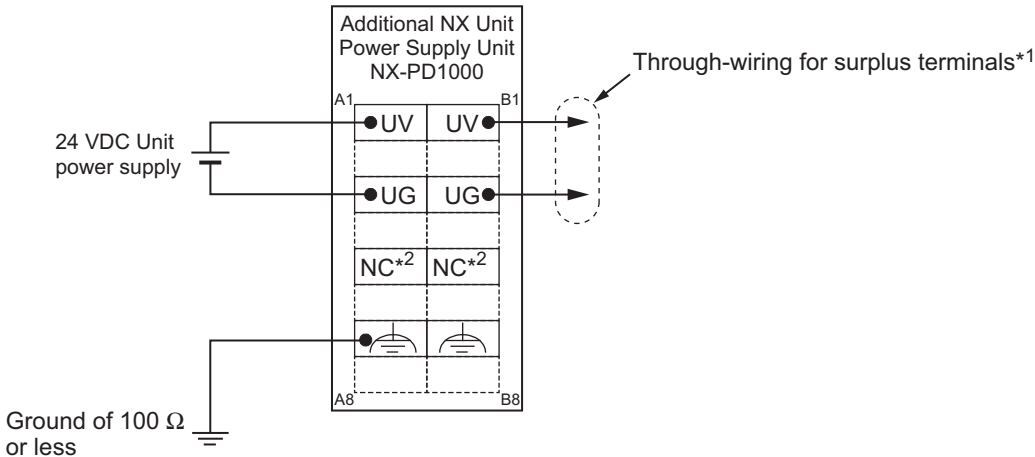 Additional NX Unit
Power Supply Unit
NX-PD1000
Through-wiring for surplus terminals*1
A1 B1
UV UV
24 VDC Unit
power supply
UG UG
NC*2 NC*2
A8 B8
Ground of 100 Ω
or less